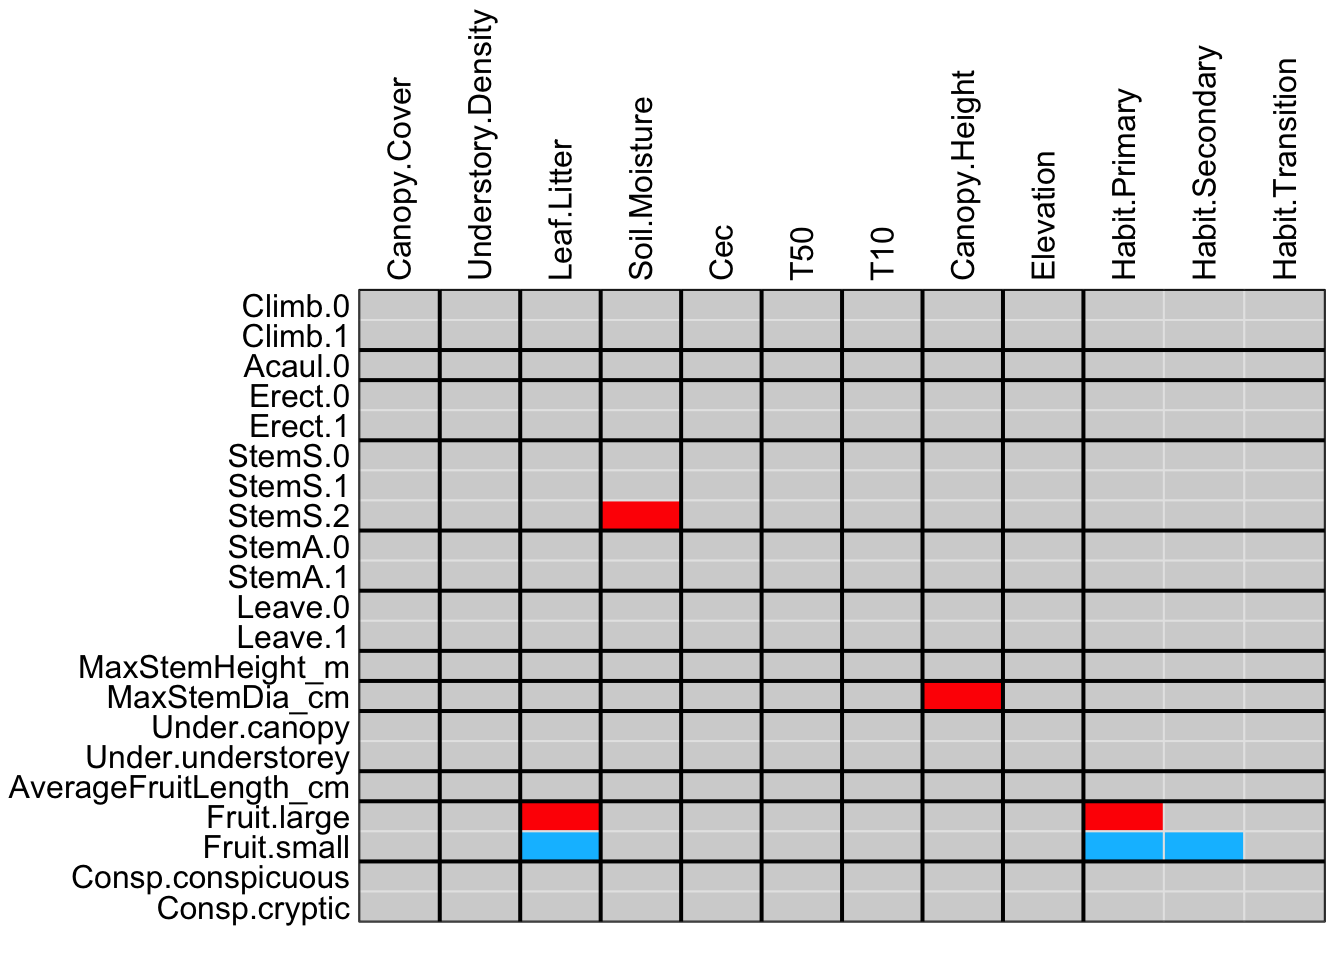 Canopy.Cover
Understory.Density
Leaf.Litter
Soil.Moisture
Cec
T50
T10
Canopy.Height
Elevation
Habit.Primary
Habit.Secondary
Habit.Transition
Climb.0
Climb.1
Acaul.0
Erect.0
Erect.1
StemS.0
StemS.1
StemS.2
StemA.0
StemA.1
Leave.0
Leave.1
MaxStemHeight_m
MaxStemDia_cm
Under.canopy
Under.understorey
AverageFruitLength_cm
Fruit.large
Fruit.small
Consp.conspicuous
Consp.cryptic